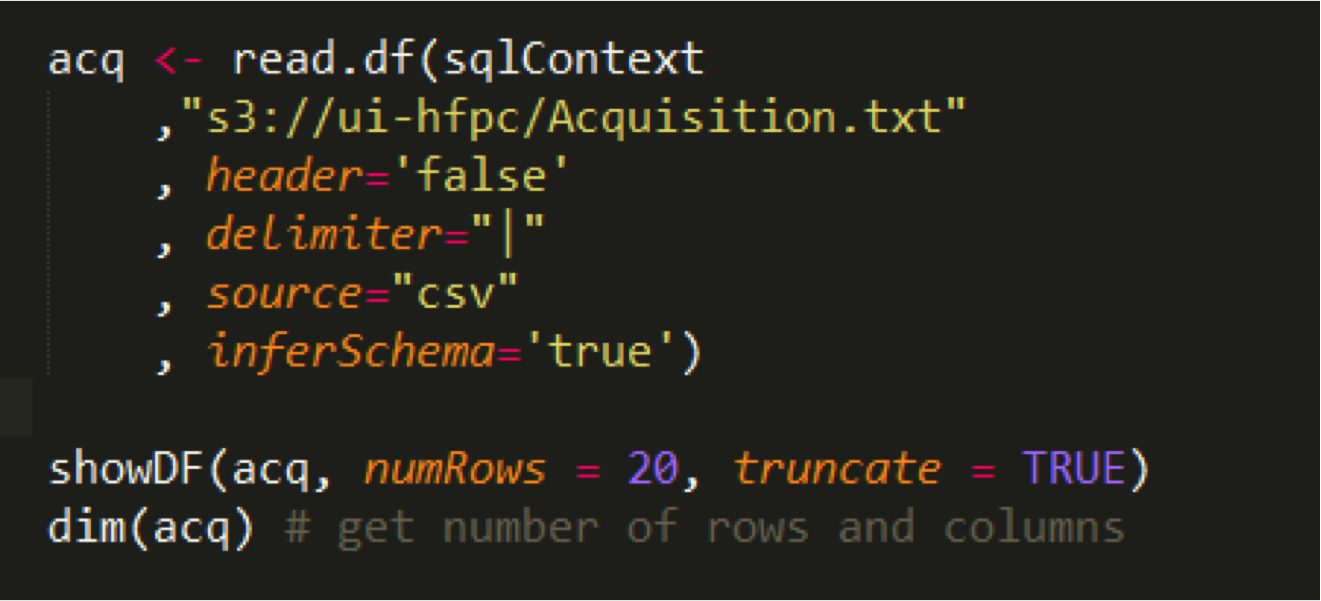 acq <- read.df(sqlContext
,"s3://ui-hfpc/Acquisition.txt"
, header='false'
, delimiter="|"
, source="csv"
, inferSchema='true')
showDF(acq, numRows = 20, truncate = TRUE)
dim(acq) # get number of rows and columns